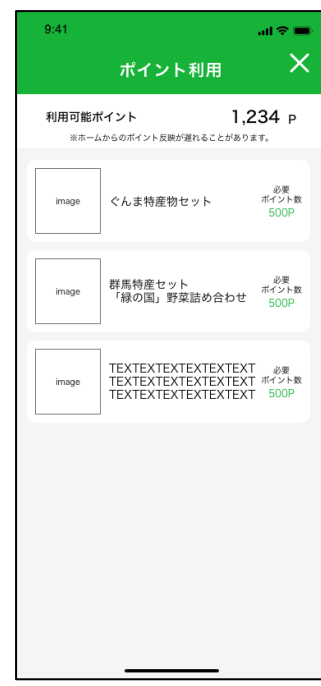 9:41
ポイント利用
利用可能ポイント 1,234 P
※ホームからのポイント反映が遅れることがあります。
image
ぐんま特産物セット
必要
ポイント数
500P
image
群馬特産セット
「緑の国」野菜詰め合わせ
必要
ポイント数
500P
image
TEXTEXTEXTEXTEXTEXT
TEXTEXTEXTEXTEXTEXT
TEXTEXTEXTEXTEXTEXT
必要
ポイント数
500P